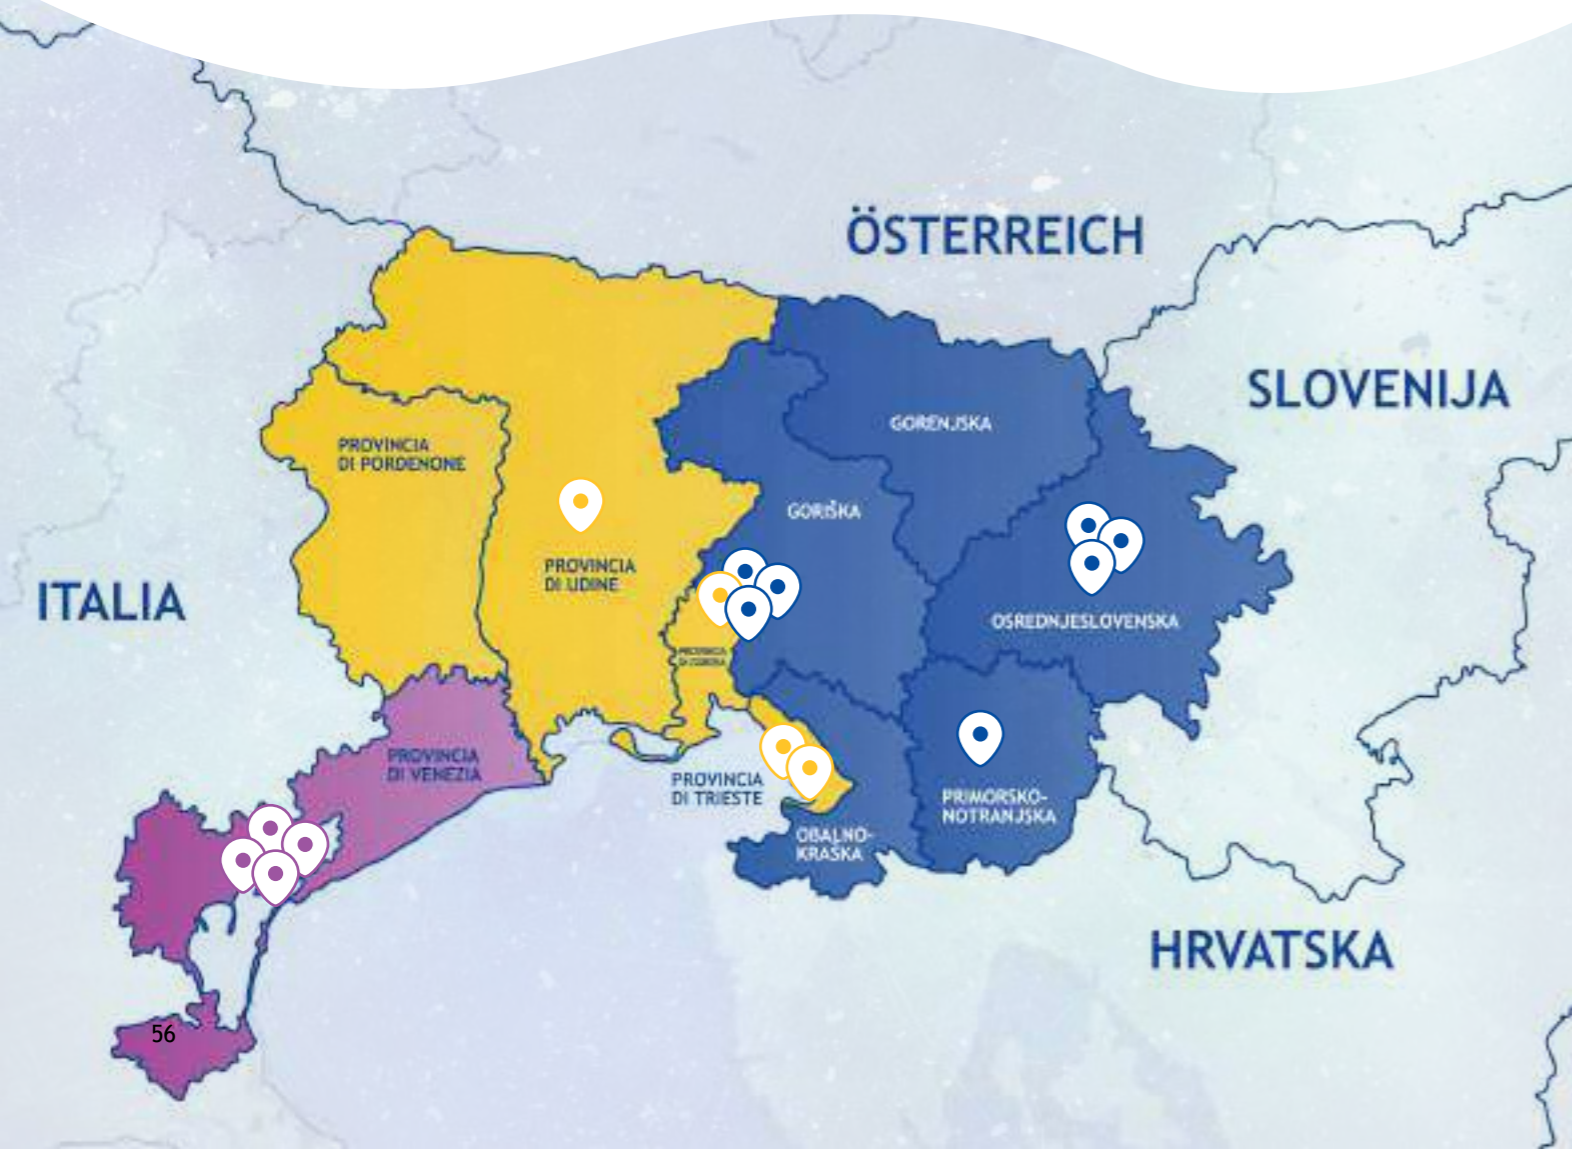 ÖSTERREICH
SLOVENIJA
GORENJSKA
PROVINCIA
DI PORDENONE
GORIŠKA
PROVINCIA
DI UDINE
ITALIA
OSREDNJESLOVENSKA
PROVINCIA
DI VENEZIA
PROVINCIA
DI TRIESTE
PRIMORSKO-
NOTRANJSKA
OBALNO-
KRAŠKA
HRVATSKA
56